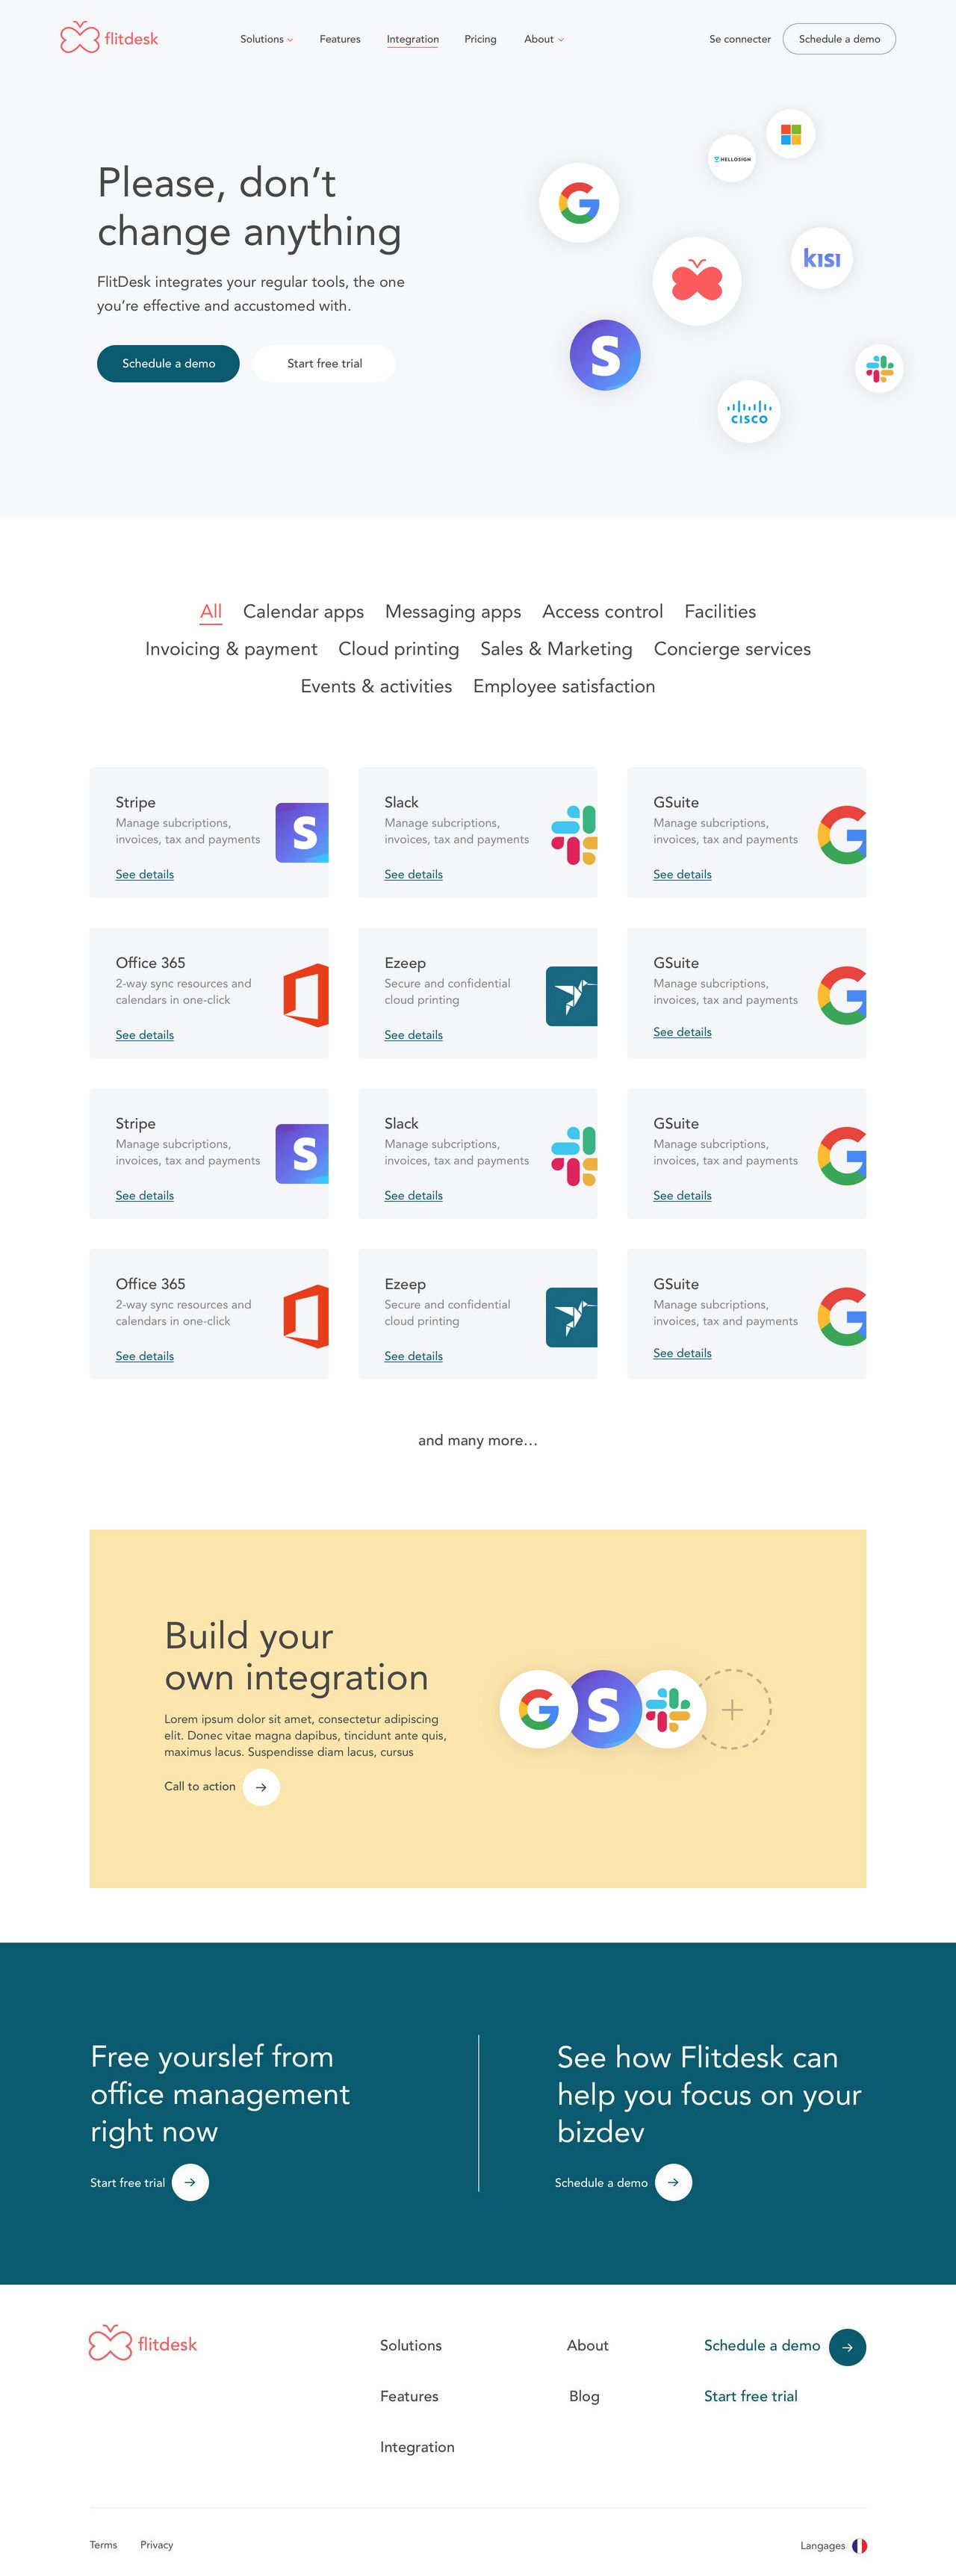 flitdesk
Solutions Features Integration Pricing About
Se connecter Schedule a demo
Please, don’t
change anything
FlitDesk integrates your regular tools, the one
you’re effective and accustomed with.
Schedule a demo Start free trial
HELLOSIGN
G
kisi
S
cisco
All Calendar apps Messaging apps Access control Facilities
Invoicing & payment Cloud printing Sales & Marketing Concierge services
Events & activities Employee satisfaction
Stripe
Manage subcriptions,
invoices, tax and payments
See details
S
Slack
Manage subcriptions,
invoices, tax and payments
See details
GSuite
Manage subcriptions,
invoices, tax and payments
See details
G
Office 365
2-way sync resources and
calendars in one-click
See details
Ezeep
Secure and confidential
cloud printing
See details
GSuite
Manage subcriptions,
invoices, tax and payments
See details
G
Stripe
Manage subcriptions,
invoices, tax and payments
See details
S
Slack
Manage subcriptions,
invoices, tax and payments
See details
GSuite
Manage subcriptions,
invoices, tax and payments
See details
G
Office 365
2-way sync resources and
calendars in one-click
See details
Ezeep
Secure and confidential
cloud printing
See details
GSuite
Manage subcriptions,
invoices, tax and payments
See details
G
and many more…
Build your
own integration
Lorem ipsum dolor sit amet, consectetur adipiscing
elit. Donec vitae magna dapibus, tincidunt ante quis,
maximus lacus. Suspendisse diam lacus, cursus
Call to action
G S
Free yourslef from
office management
right now
Start free trial
See how Flitdesk can
help you focus on your
bizdev
Schedule a demo
flitdesk
Solutions About Schedule a demo
Features Blog Start free trial
Integration
Terms Privacy Langages